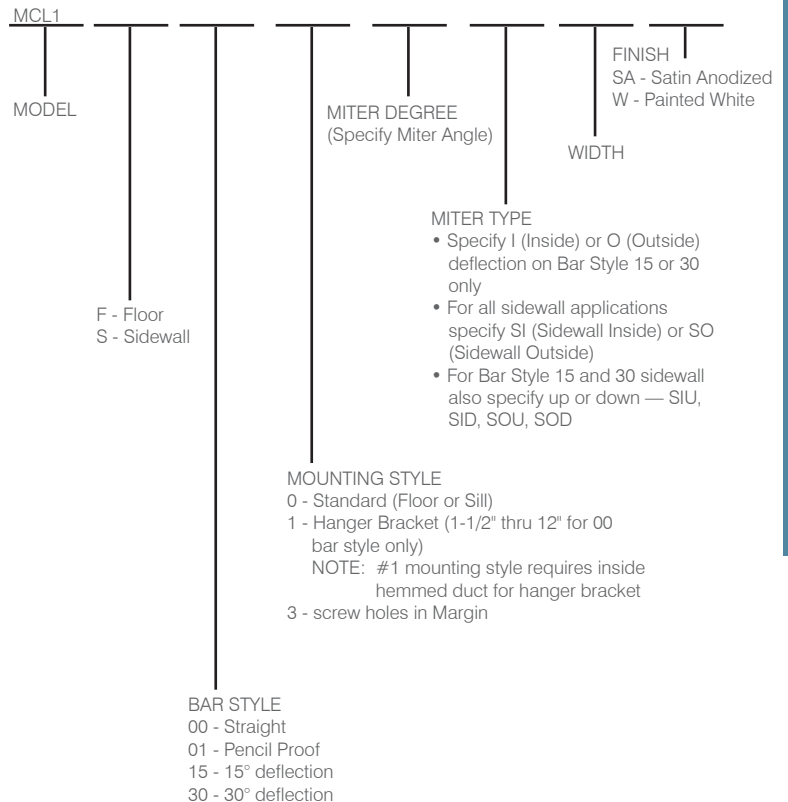 MCL1
MODEL
F - Floor
S - Sidewall
BAR STYLE
00 - Straight
01 - Pencil Proof
15 - 15° deflection
30 - 30° deflection
MOUNTING STYLE
0 - Standard (Floor or Sill)
1 - Hanger Bracket (1-1/2" thru 12" for 00
bar style only)
NOTE: #1 mounting style requires inside
hemmed duct for hanger bracket
3 - screw holes in Margin
MITER DEGREE
(Specify Miter Angle)
MITER TYPE
• Specify I (Inside) or O (Outside)
deflection on Bar Style 15 or 30
only
• For all sidewall applications
specify SI (Sidewall Inside) or SO
(Sidewall Outside)
• For Bar Style 15 and 30 sidewall
also specify up or down — SIU,
SID, SOU, SOD
WIDTH
FINISH
SA - Satin Anodized
W - Painted White